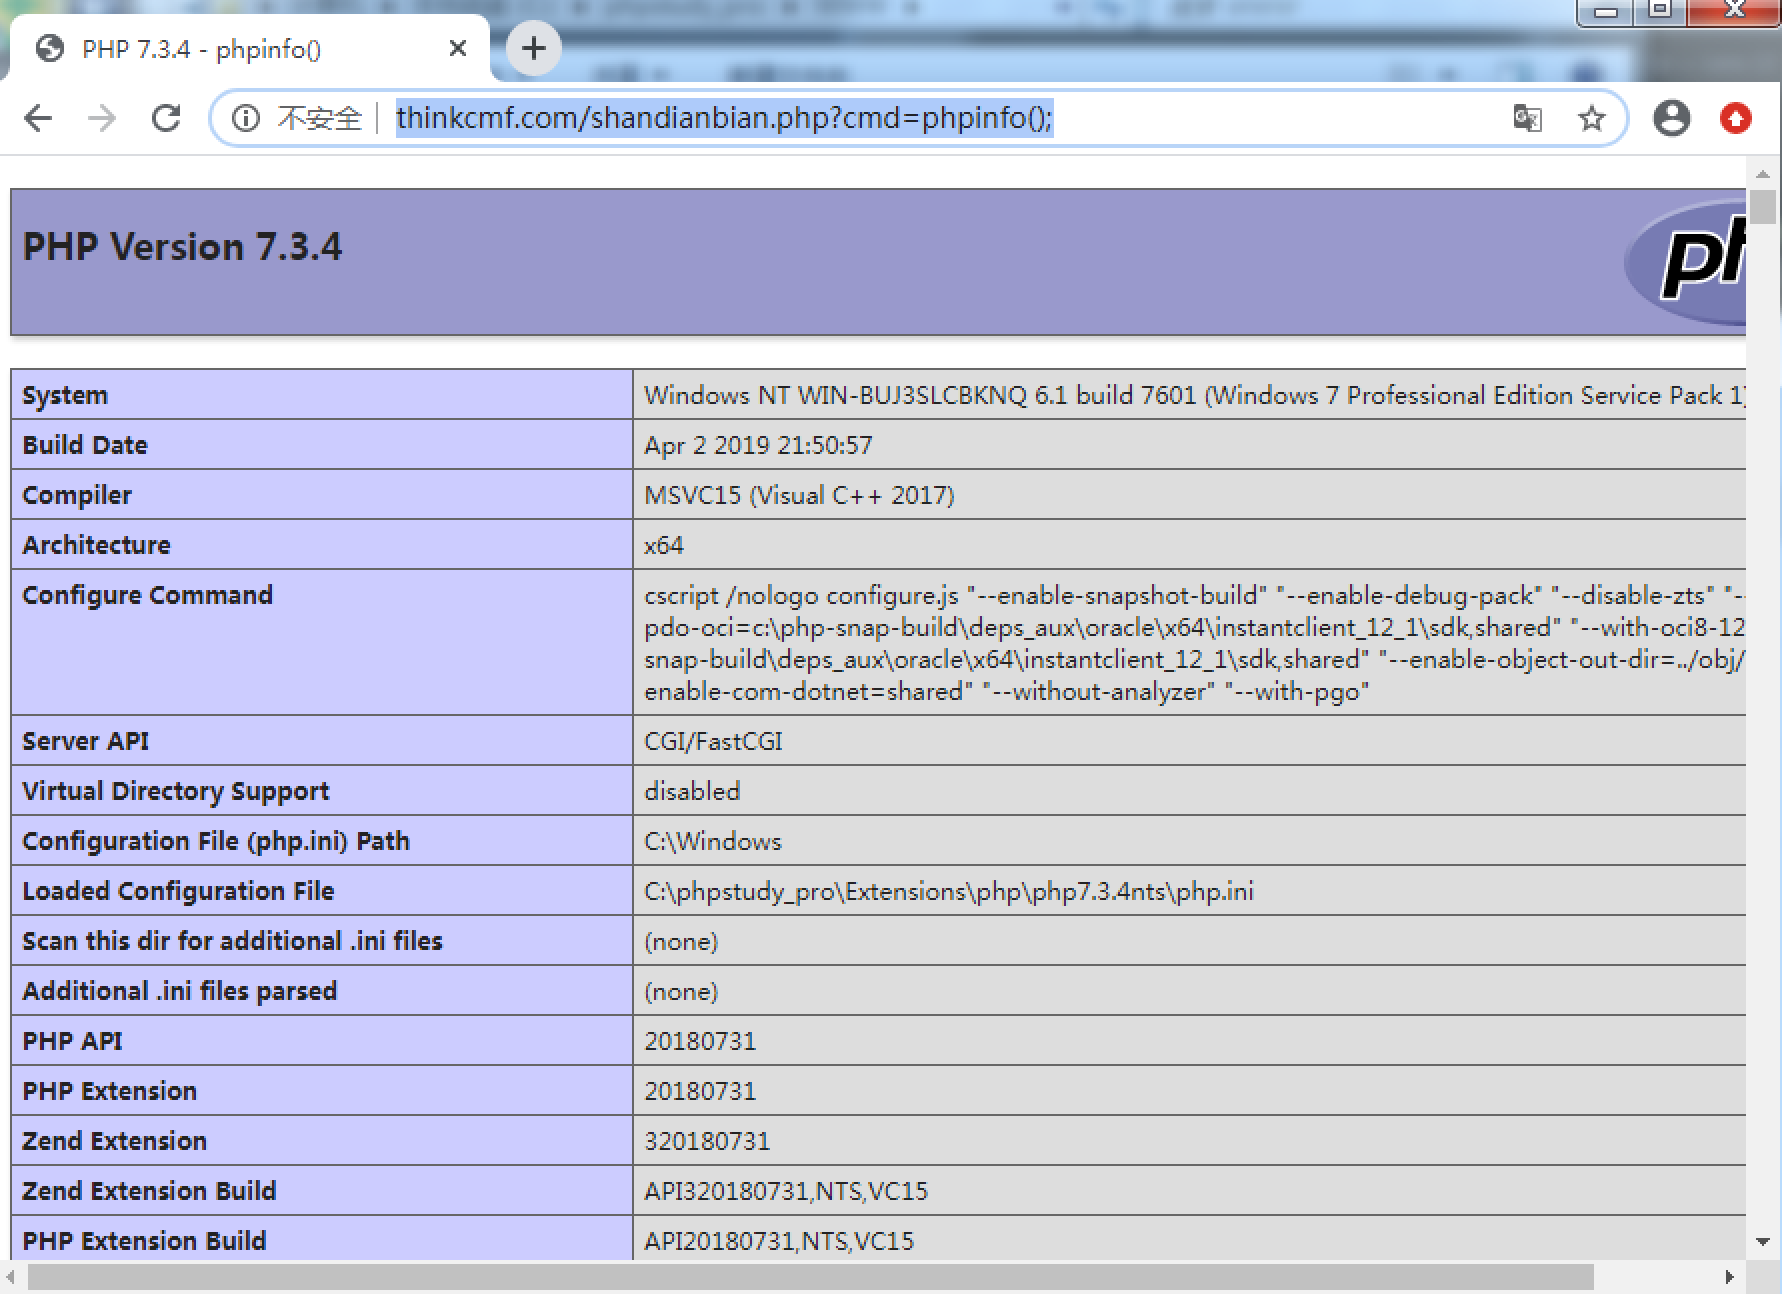 PHP 7.3.4 - phpinfo()
不安全 thinkcmf.com/shandianbian.php?cmd=phpinfo();
PHP Version 7.3.4
System Windows NT WIN-BUJ3SLCBKNQ 6.1 build 7601 (Windows 7 Professional Edition Service Pack 1)
Build Date Apr 2 2019 21:50:57
Compiler MSVC15 (Visual C++ 2017)
Architecture x64
Configure Command cscript /nologo configure.js "--enable-snapshot-build" "--enable-debug-pack" "--disable-zts" "-
pdo-oci=c:\php-snap-build\deps_aux\oracle\x64\instantclient_12_1\sdk,shared" "--with-oci8-12
snap-build\deps_aux\oracle\x64\instantclient_12_1\sdk,shared" "--enable-object-out-dir=../obj/
enable-com-dotnet=shared" "--without-analyzer" "--with-pgo"
Server API CGI/FastCGI
Virtual Directory Support disabled
Configuration File (php.ini) Path C:\Windows
Loaded Configuration File C:\phpstudy_pro\Extensions\php\php7.3.4nts\php.ini
Scan this dir for additional .ini files (none)
Additional .ini files parsed (none)
PHP API 20180731
PHP Extension 20180731
Zend Extension 320180731
Zend Extension Build API320180731,NTS,VC15
PHP Extension Build API20180731,NTS,VC15